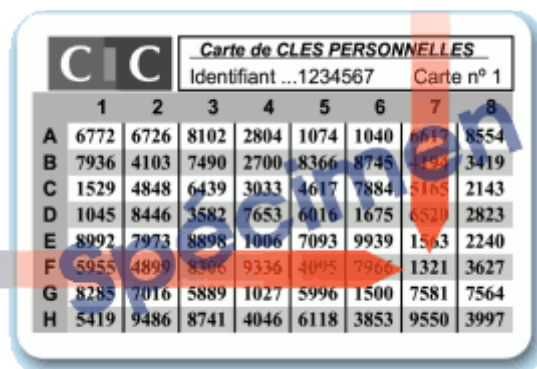 CIC
Carte de CLES PERSONNELLES
Identifiant ...1234567 Carte nº 1
1 2 3 4 5 6 7 8
A 6772 6726 8102 2804 1074 1040 6617 8554
B 7936 4103 7490 2700 8366 8745 3419
C 1529 4848 6439 3033 4617 7884 5165 2143
D 1045 8446 3582 7653 6016 1675 6520 2823
E 8992 7973 8898 1006 7093 9939 1563 2240
F 5955 4899 8306 9336 4095 7966 1321 3627
G 8285 7016 5889 1027 5996 1500 7581 7564
H 5419 9486 8741 4046 6118 3853 9550 3997
spécimen